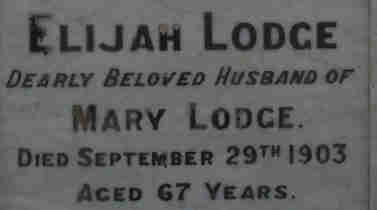 ELIJAH LODGE
DEARLY BELOVED HUSBAND OF
MARY LODGE.
DIED SEPTEMBER 29TH 1903
AGED 67 YEARS.